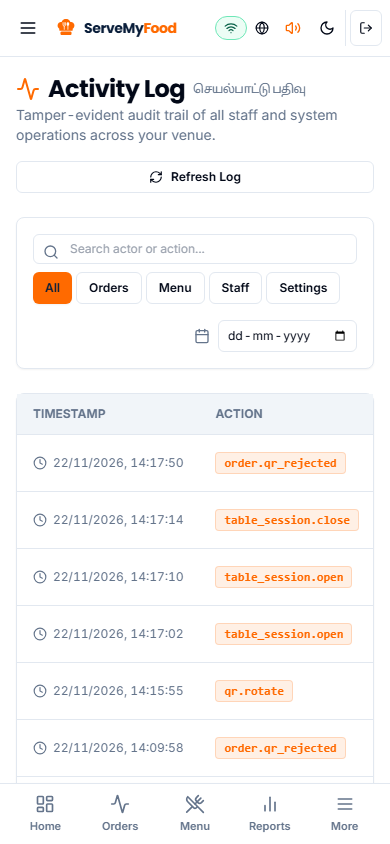 ServeMyFood
Activity Log செயல்பாட்டு பதிவு
Tamper-evident audit trail of all staff and system
operations across your venue.
Refresh Log
Search actor or action...
All Orders Menu Staff Settings
dd-mm-yyyy
TIMESTAMP ACTION
22/11/2026, 14:17:50 order.qr_rejected
22/11/2026, 14:17:14 table_session.close
22/11/2026, 14:17:10 table_session.open
22/11/2026, 14:17:02 table_session.open
22/11/2026, 14:15:55 qr.rotate
22/11/2026, 14:09:58 order.qr_rejected
Home Orders Menu Reports More